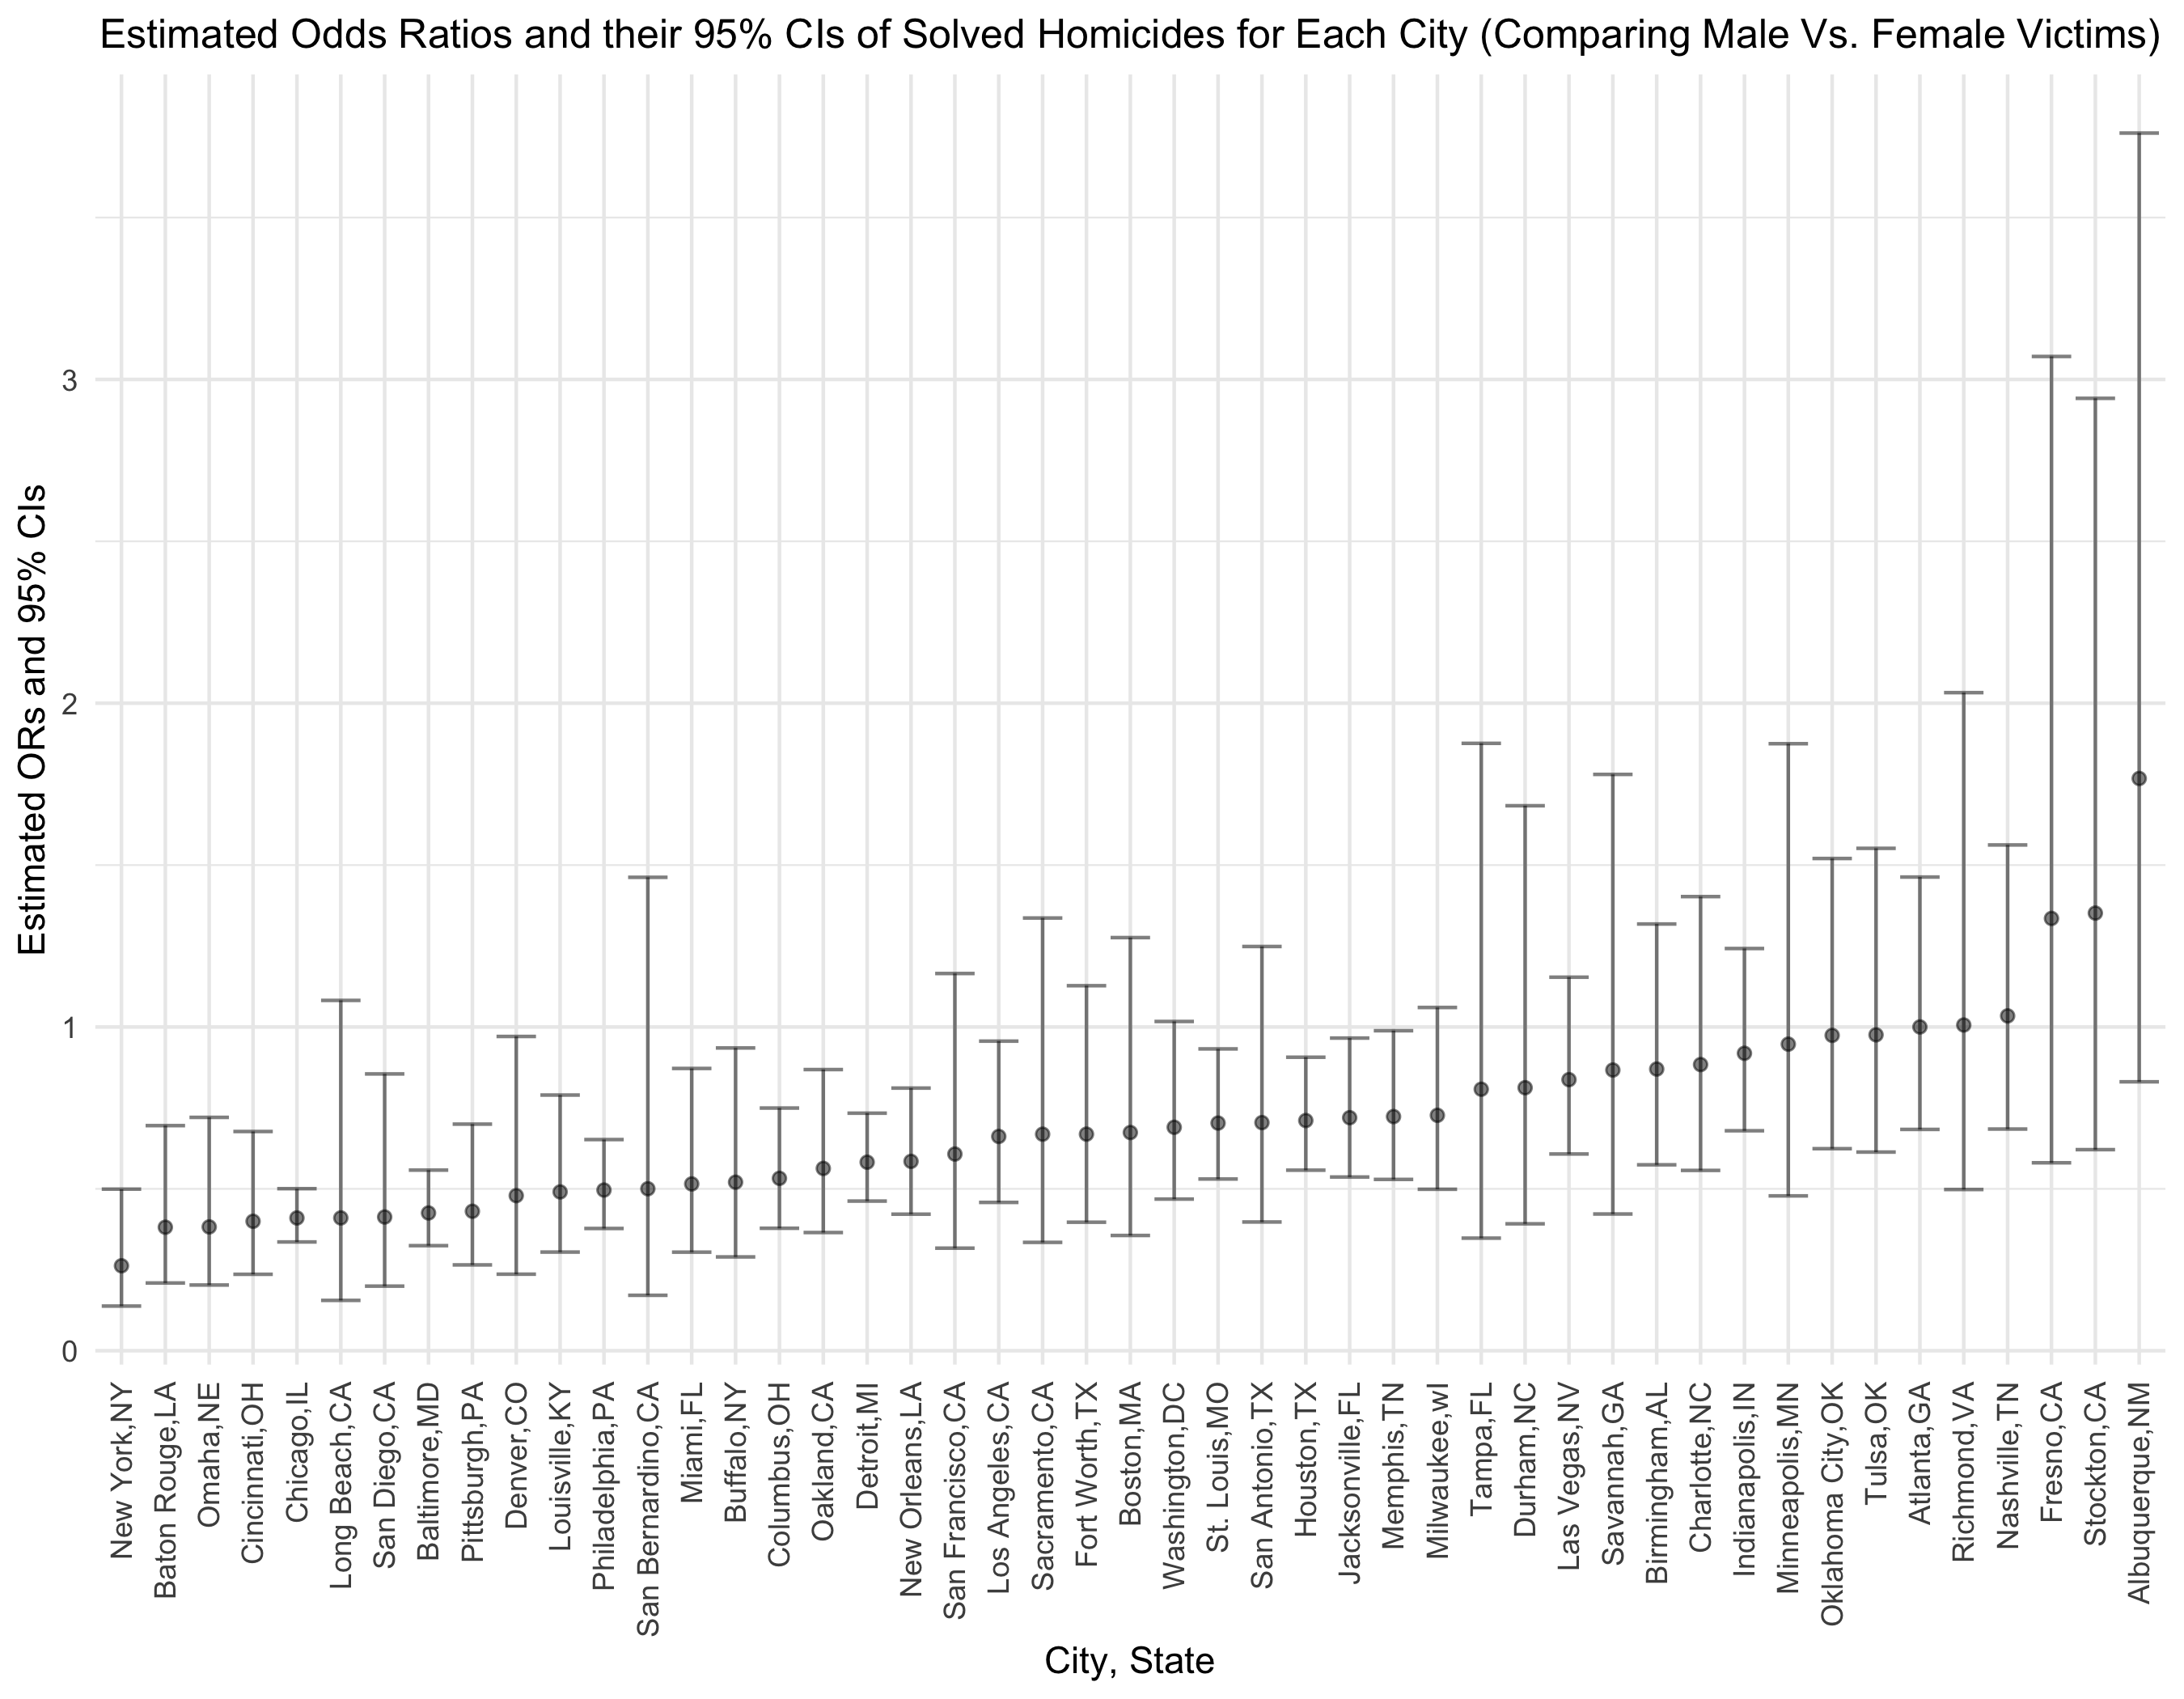 Estimated Odds Ratios and their 95% CIs of Solved Homicides for Each City (Comparing Male Vs. Female Victims)
Estimated ORs and 95% CIs
3
2
1
0
New York,NY
Baton Rouge,LA
Omaha,NE
Cincinnati,OH
Chicago,IL
Long Beach,CA
San Diego,CA
Baltimore,MD
Pittsburgh,PA
Denver,CO
Louisville,KY
Philadelphia,PA
San Bernardino,CA
Miami,FL
Buffalo,NY
Columbus,OH
Oakland,CA
Detroit,MI
New Orleans,LA
San Francisco,CA
Los Angeles,CA
Sacramento,CA
Fort Worth,TX
Boston,MA
Washington,DC
St. Louis,MO
San Antonio,TX
Houston,TX
Jacksonville,FL
Memphis,TN
Milwaukee,wI
Tampa,FL
Durham,NC
Las Vegas,NV
Savannah,GA
Birmingham,AL
Charlotte,NC
Indianapolis,IN
Minneapolis,MN
Oklahoma City,OK
Tulsa,OK
Atlanta,GA
Richmond,VA
Nashville,TN
Fresno,CA
Stockton,CA
Albuquerque,NM
City, State